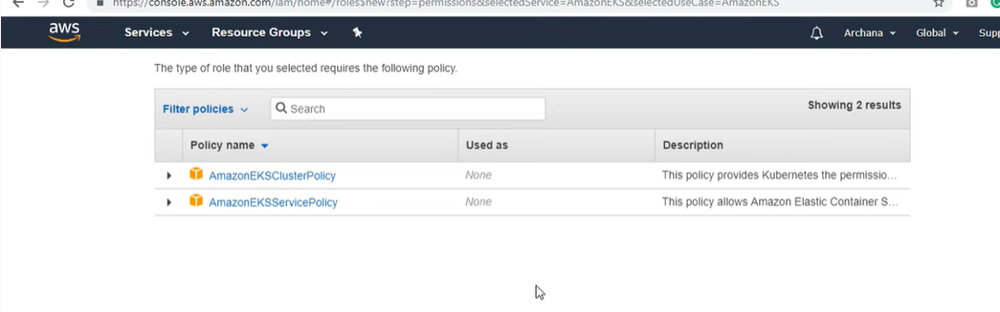 https://console.aws.amazon.com/iam/home#/roles$new?step=permissions&selectedService=AmazonEKS&selectedUseCase=AmazonEKS
aws Services Resource Groups Archana Global Supp
The type of role that you selected requires the following policy.
Filter policies Search Showing 2 results
Policy name Used as Description
AmazonEKSClusterPolicy None This policy provides Kubernetes the permissio...
AmazonEKSServicePolicy None This policy allows Amazon Elastic Container S...